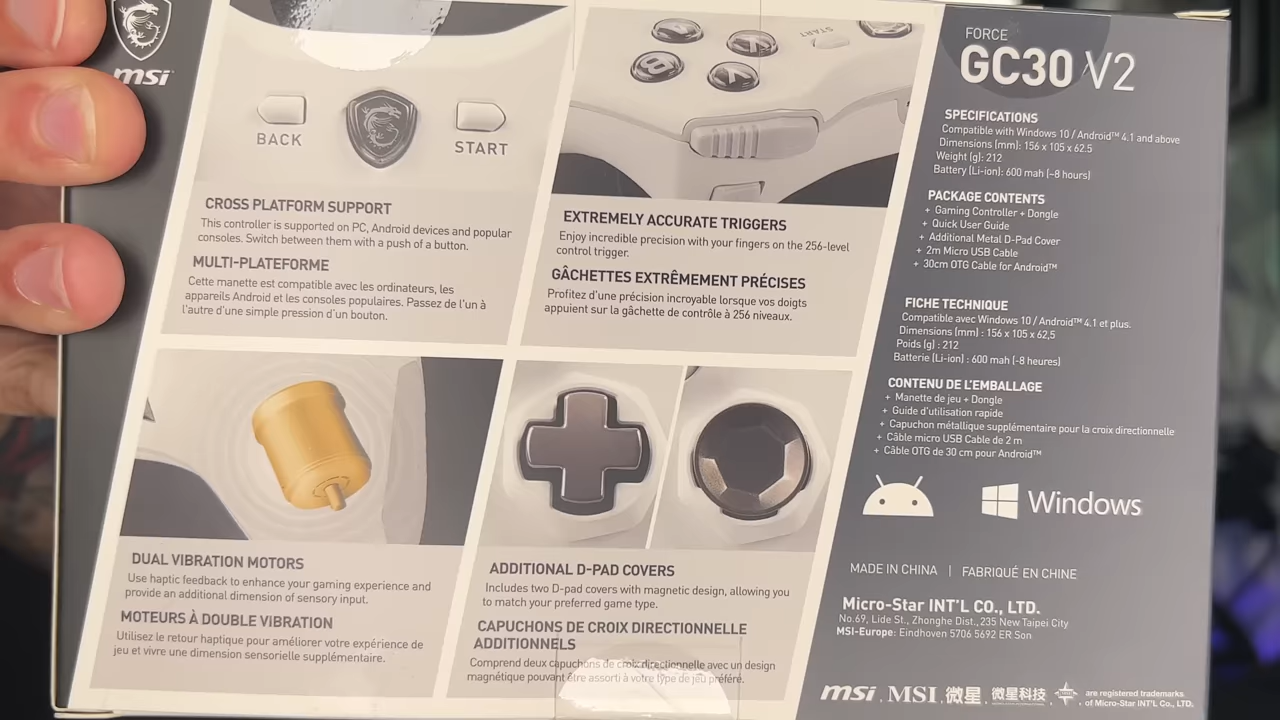 msi
BACK
START
CROSS PLATFORM SUPPORT
This controller is supported on PC, Android devices and popular
consoles. Switch between them with a push of a button.
MULTI-PLATEFORME
Cette manette est compatible avec les ordinateurs, les
appareils Android et les consoles populaires. Passez de l'un à
l'autre d'une simple pression d'un bouton.
START
B
Y
EXTREMELY ACCURATE TRIGGERS
Enjoy incredible precision with your fingers on the 256-level
control trigger.
GÂCHETTES EXTRÊMEMENT PRÉCISES
Profitez d'une précision incroyable lorsque vos doigts
appuient sur la gâchette de contrôle à 256 niveaux.
DUAL VIBRATION MOTORS
Use haptic feedback to enhance your gaming experience and
provide an additional dimension of sensory input.
MOTEURS À DOUBLE VIBRATION
Utilisez le retour haptique pour améliorer votre expérience de
jeu et vivre une dimension sensorielle supplémentaire.
ADDITIONAL D-PAD COVERS
Includes two D-pad covers with magnetic design, allowing you
to match your preferred game type.
CAPUCHONS DE CROIX DIRECTIONNELLE
ADDITIONNELS
Comprend deux capuchons de croix directionnelle avec un design
magnétique pouvant être assorti à votre type de jeu préféré.
FORCE
GC30 V2
SPECIFICATIONS
Compatible with Windows 10 / Android™ 4.1 and above
Dimensions (mm): 156 x 105 x 62.5
Weight (g): 212
Battery (Li-ion): 600 mah (~8 hours)
PACKAGE CONTENTS
+ Gaming Controller + Dongle
+ Quick User Guide
+ Additional Metal D-Pad Cover
+ 2m Micro USB Cable
+ 30cm OTG Cable for Android™
FICHE TECHNIQUE
Compatible avec Windows 10 / Android™ 4.1 et plus.
Dimensions (mm) : 156 x 105 x 62,5
Poids (g) : 212
Batterie (Li-ion) : 600 mah (~8 heures)
CONTENU DE L'EMBALLAGE
+ Manette de jeu + Dongle
+ Guide d'utilisation rapide
+ Capuchon métallique supplémentaire pour la croix directionnelle
+ Câble micro USB Cable de 2 m
+ Câble OTG de 30 cm pour Android™
Windows
MADE IN CHINA | FABRIQUÉ EN CHINE
Micro-Star INT'L CO., LTD.
No.69, Lide St., Zhonghe Dist., 235 New Taipei City
MSI-Europe: Eindhoven 5706 5692 ER Son
msi, MSI, 微星, 微星科技,
are registered trademarks
of Micro-Star INT'L CO., LTD.